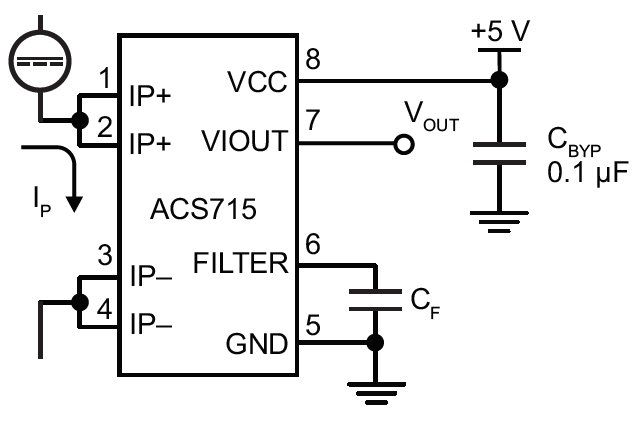 +5 V
1
8
IP+
VCC
2
7
IP+
VIOUT
VOUT
CBYP
0.1 µF
IP
ACS715
3
6
IP–
FILTER
4
CF
IP–
5
GND